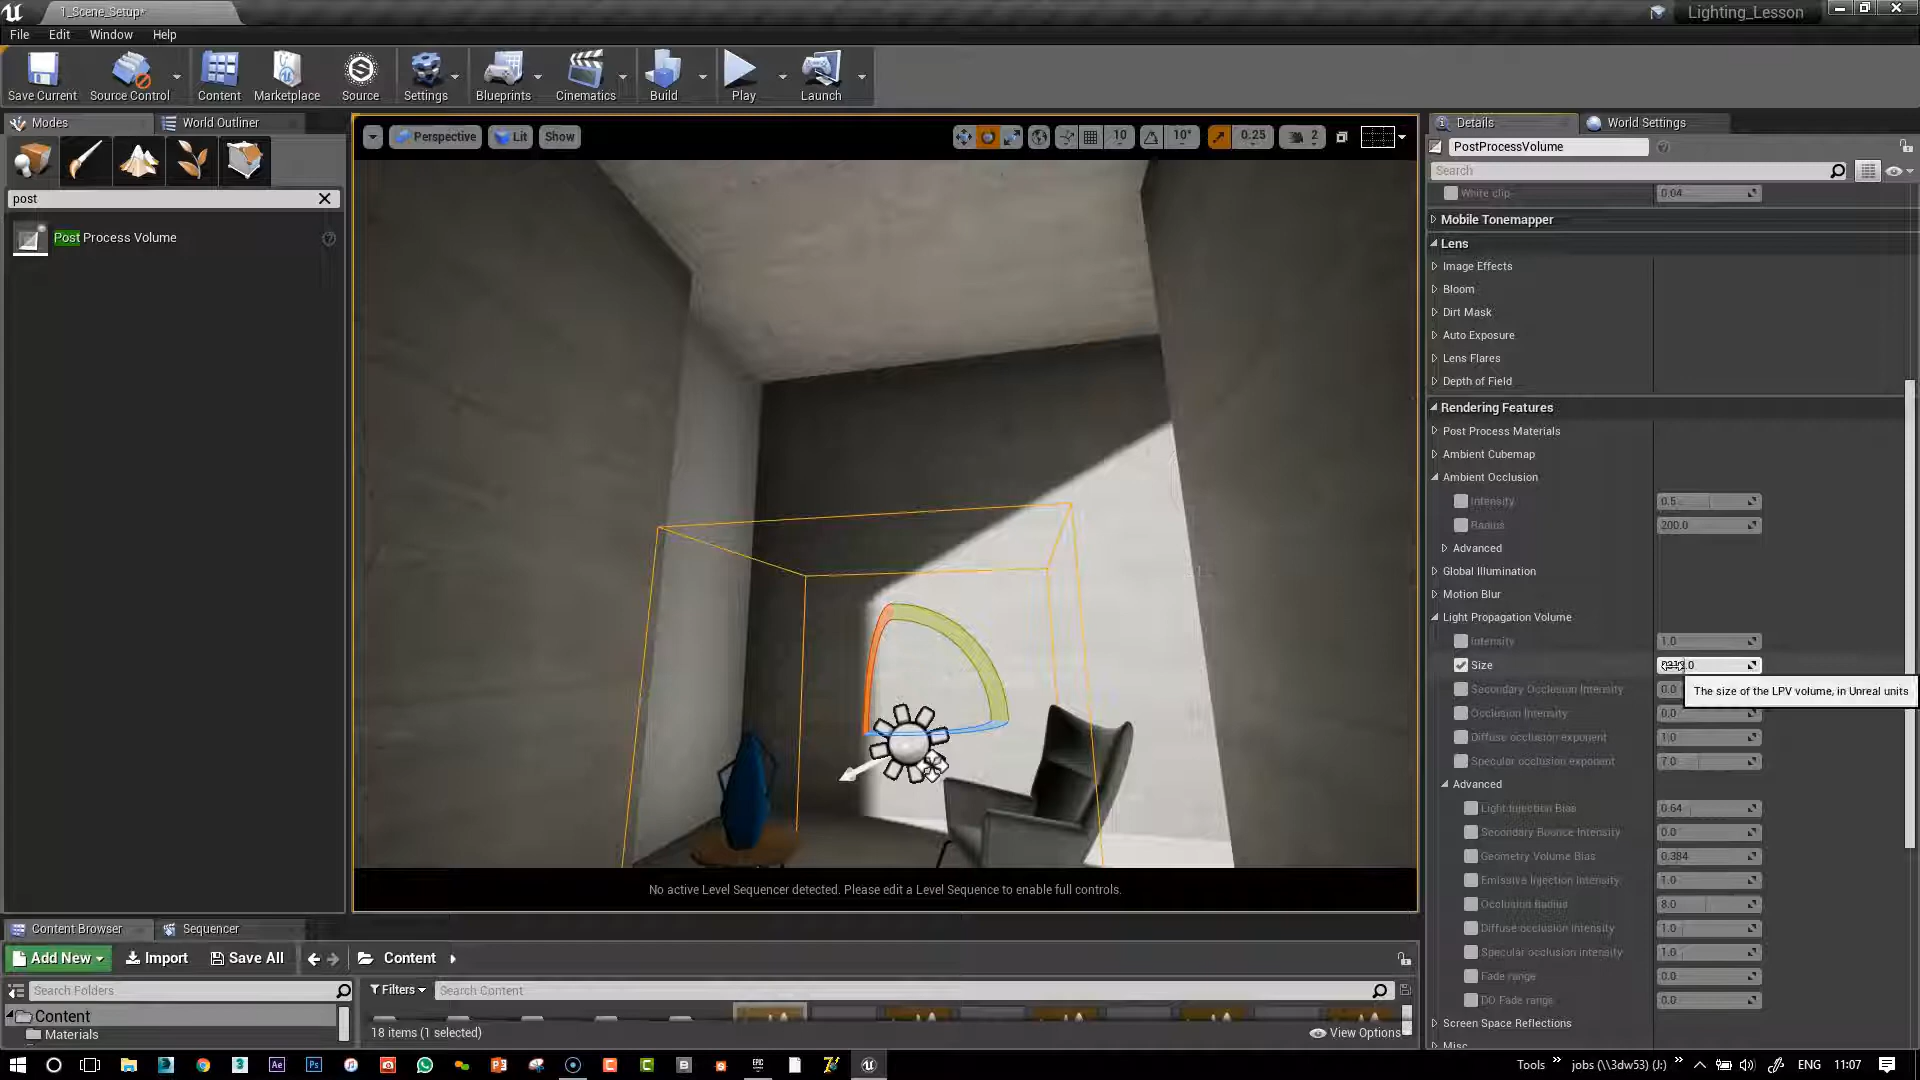 1_Scene_Setup*
Lighting_Lesson
File Edit Window Help
Save Current Source Control Content Marketplace Source Settings Blueprints Cinematics Build Play Launch
Modes World Outliner
Perspective Lit Show 10 10° 0.25 2
Details World Settings
post
PostProcessVolume
Search
Post Process Volume
White clip 0.04
Mobile Tonemapper
Lens
Image Effects
Bloom
Dirt Mask
Auto Exposure
Lens Flares
Depth of Field
Rendering Features
Post Process Materials
Ambient Cubemap
Ambient Occlusion
Intensity 0.5
Radius 200.0
Advanced
Global Illumination
Motion Blur
Light Propagation Volume
Intensity 1.0
Size
The size of the LPV volume, in Unreal units
Secondary Occlusion Intensity 0.0
Occlusion Intensity 0.0
Diffuse occlusion exponent 1.0
Specular occlusion exponent 7.0
Advanced
Light Injection Bias 0.64
Secondary Bounce Intensity 0.0
Geometry Volume Bias 0.384
Emissive Injection Intensity 1.0
Occlusion Radius 8.0
Diffuse occlusion intensity 1.0
Specular occlusion intensity 1.0
Fade range 0.0
DO Fade range 0.0
Screen Space Reflections
Misc
No active Level Sequencer detected. Please edit a Level Sequence to enable full controls.
Content Browser Sequencer
Add New Import Save All Content
Search Folders Filters Search Content
Content
Materials
18 items (1 selected) View Options
Tools jobs (\\3dw53) (J:) ENG 11:07